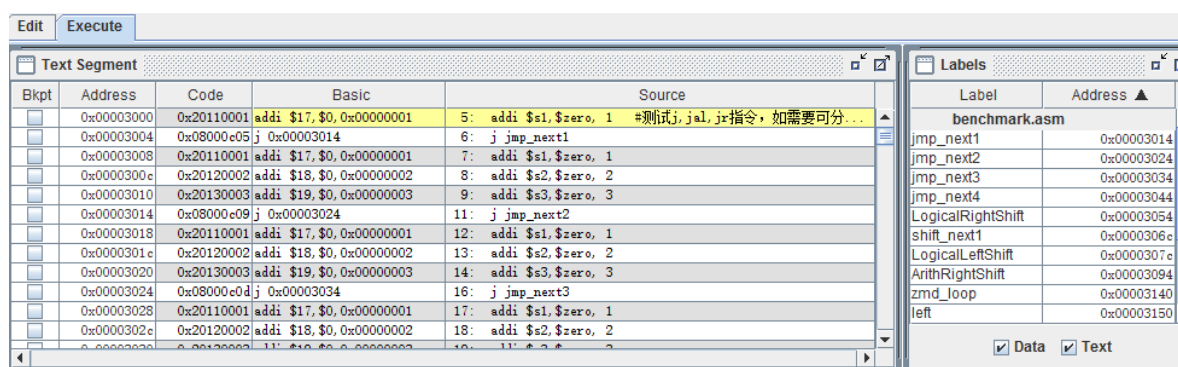 Edit Execute
Text Segment
Bkpt Address Code Basic Source
0x00003000 0x20110001 addi $17,$0,0x00000001 5: addi $s1,$zero, 1 #测试j,jal,jr指令，如需要可分...
0x00003004 0x08000c05 j 0x00003014 6: j jmp_next1
0x00003008 0x20110001 addi $17,$0,0x00000001 7: addi $s1,$zero, 1
0x0000300c 0x20120002 addi $18,$0,0x00000002 8: addi $s2,$zero, 2
0x00003010 0x20130003 addi $19,$0,0x00000003 9: addi $s3,$zero, 3
0x00003014 0x08000c09 j 0x00003024 11: j jmp_next2
0x00003018 0x20110001 addi $17,$0,0x00000001 12: addi $s1,$zero, 1
0x0000301c 0x20120002 addi $18,$0,0x00000002 13: addi $s2,$zero, 2
0x00003020 0x20130003 addi $19,$0,0x00000003 14: addi $s3,$zero, 3
0x00003024 0x08000c0d j 0x00003034 16: j jmp_next3
0x00003028 0x20110001 addi $17,$0,0x00000001 17: addi $s1,$zero, 1
0x0000302c 0x20120002 addi $18,$0,0x00000002 18: addi $s2,$zero, 2
Labels
Label Address ▲
benchmark.asm
jmp_next1 0x00003014
jmp_next2 0x00003024
jmp_next3 0x00003034
jmp_next4 0x00003044
LogicalRightShift 0x00003054
shift_next1 0x0000306c
LogicalLeftShift 0x0000307c
ArithRightShift 0x00003094
zmd_loop 0x00003140
left 0x00003150
Data Text